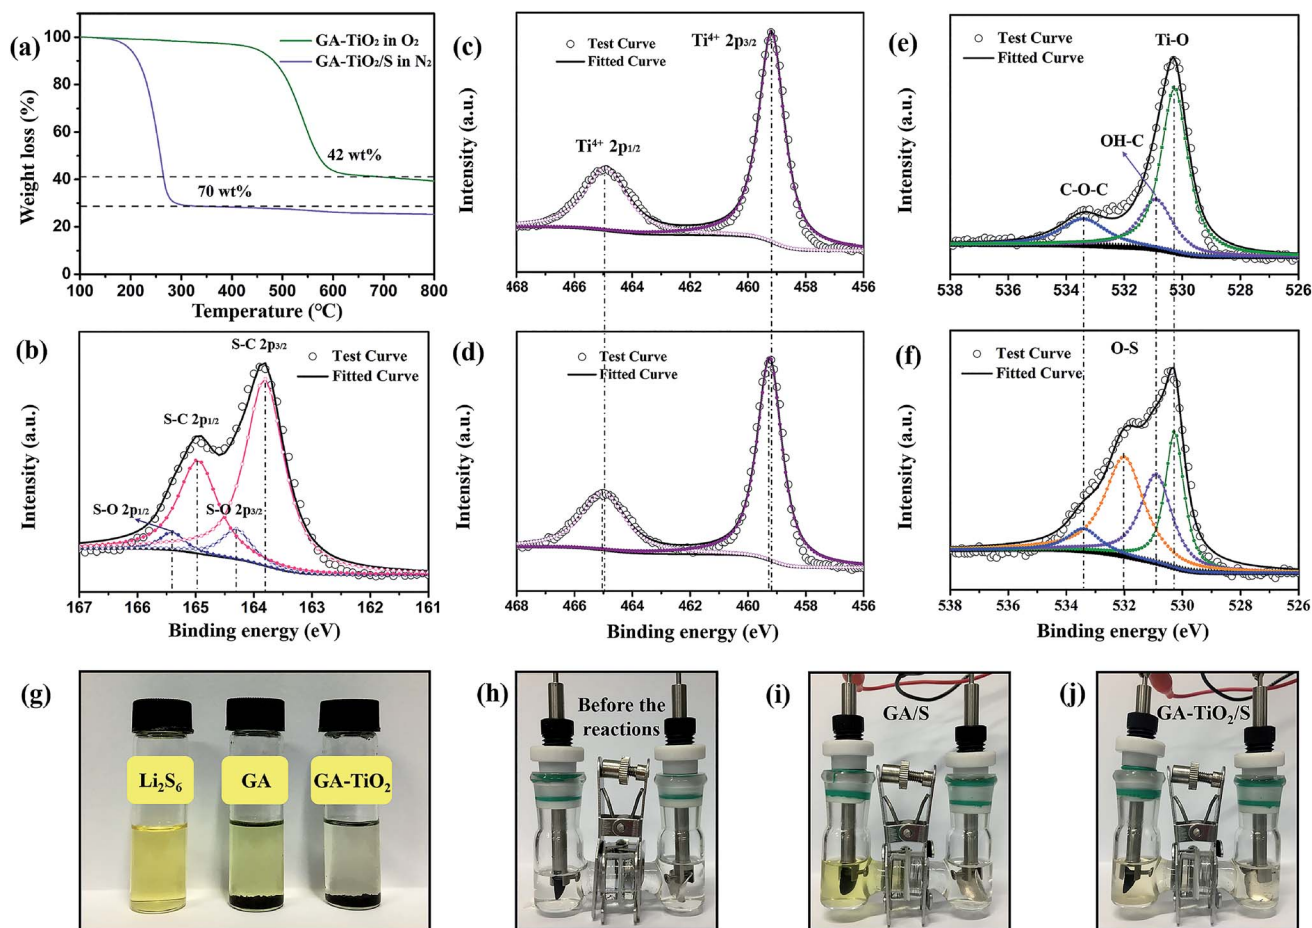 (a)
GA-TiO₂ in O₂
GA-TiO₂/S in N₂
42 wt%
70 wt%
100
80
60
40
20
0
Weight loss (%)
100 200 300 400 500 600 700 800
Temperature (°C)
(c)
Test Curve
Fitted Curve
Ti⁴⁺ 2p₃/₂
Ti⁴⁺ 2p₁/₂
Intensity (a.u.)
468 466 464 462 460 458 456
(e)
Test Curve
Fitted Curve
Ti-O
OH-C
C-O-C
Intensity (a.u.)
538 536 534 532 530 528 526
(b)
S-C 2p₃/₂
Test Curve
Fitted Curve
S-C 2p₁/₂
S-O 2p₁/₂
S-O 2p₃/₂
Intensity (a.u.)
167 166 165 164 163 162 161
Binding energy (eV)
(d)
Test Curve
Fitted Curve
Intensity (a.u.)
468 466 464 462 460 458 456
Binding energy (eV)
(f)
Test Curve
Fitted Curve
O-S
Intensity (a.u.)
538 536 534 532 530 528 526
Binding energy (eV)
(g)
Li₂S₆
GA
GA-TiO₂
(h)
Before the
reactions
(i)
GA/S
(j)
GA-TiO₂/S